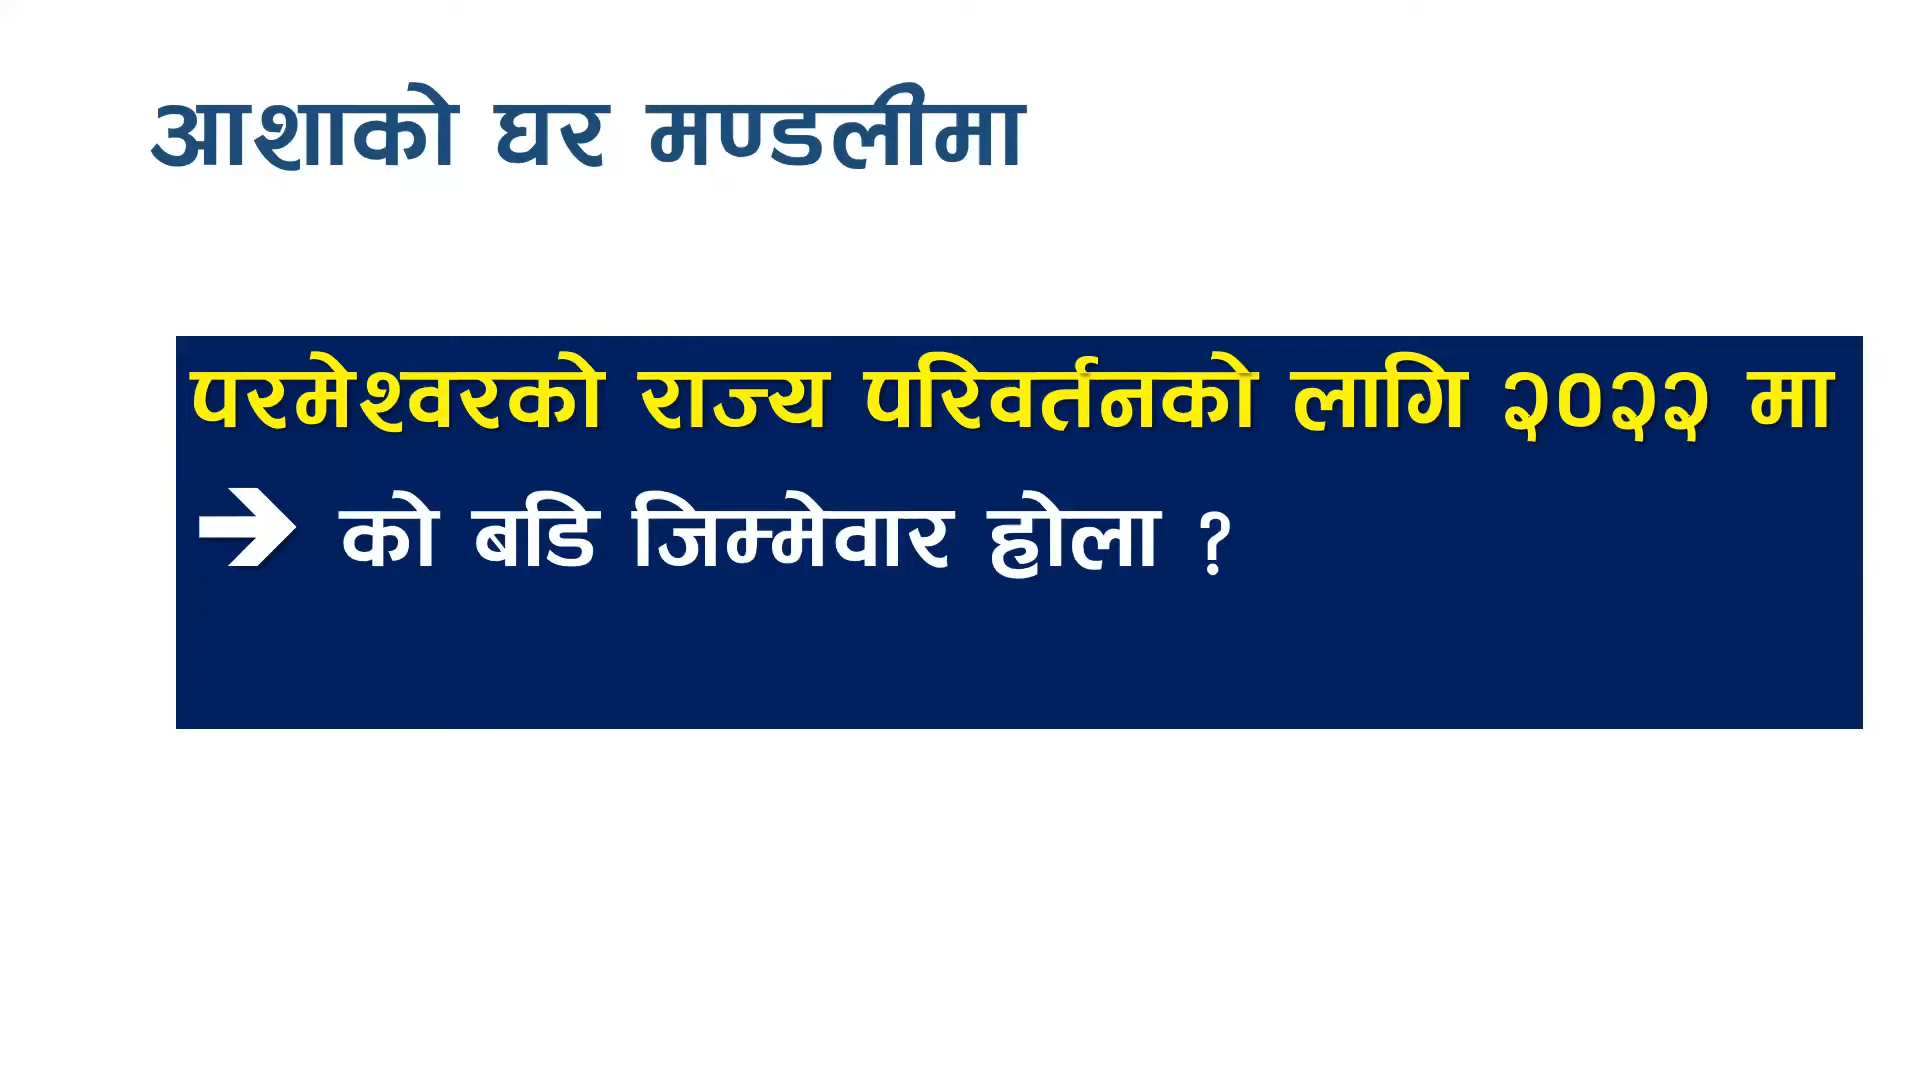 आशाको घर मण्डलीमा
परमेश्वरको राज्य परिवर्तनको लागि २०२२ मा
➔ को बडि जिम्मेवार होला ?